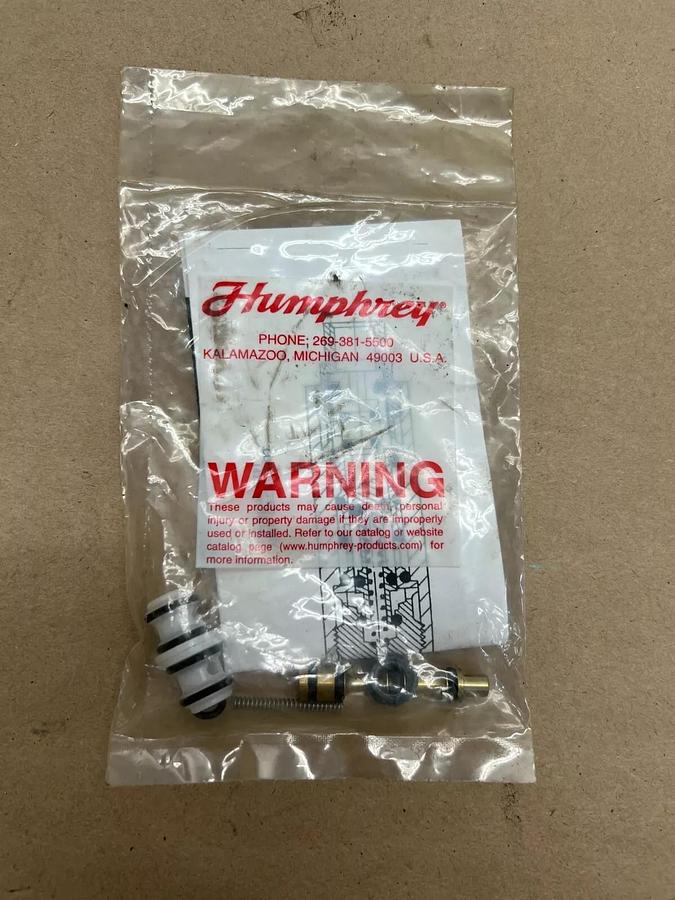 Humphrey®
PHONE; 269-381-5500
KALAMAZOO, MICHIGAN 49003 U.S.A.
WARNING
These products may cause death, personal
injury or property damage if they are improperly
used or installed. Refer to our catalog or website
catalog page (www.humphrey-products.com) for
more information.